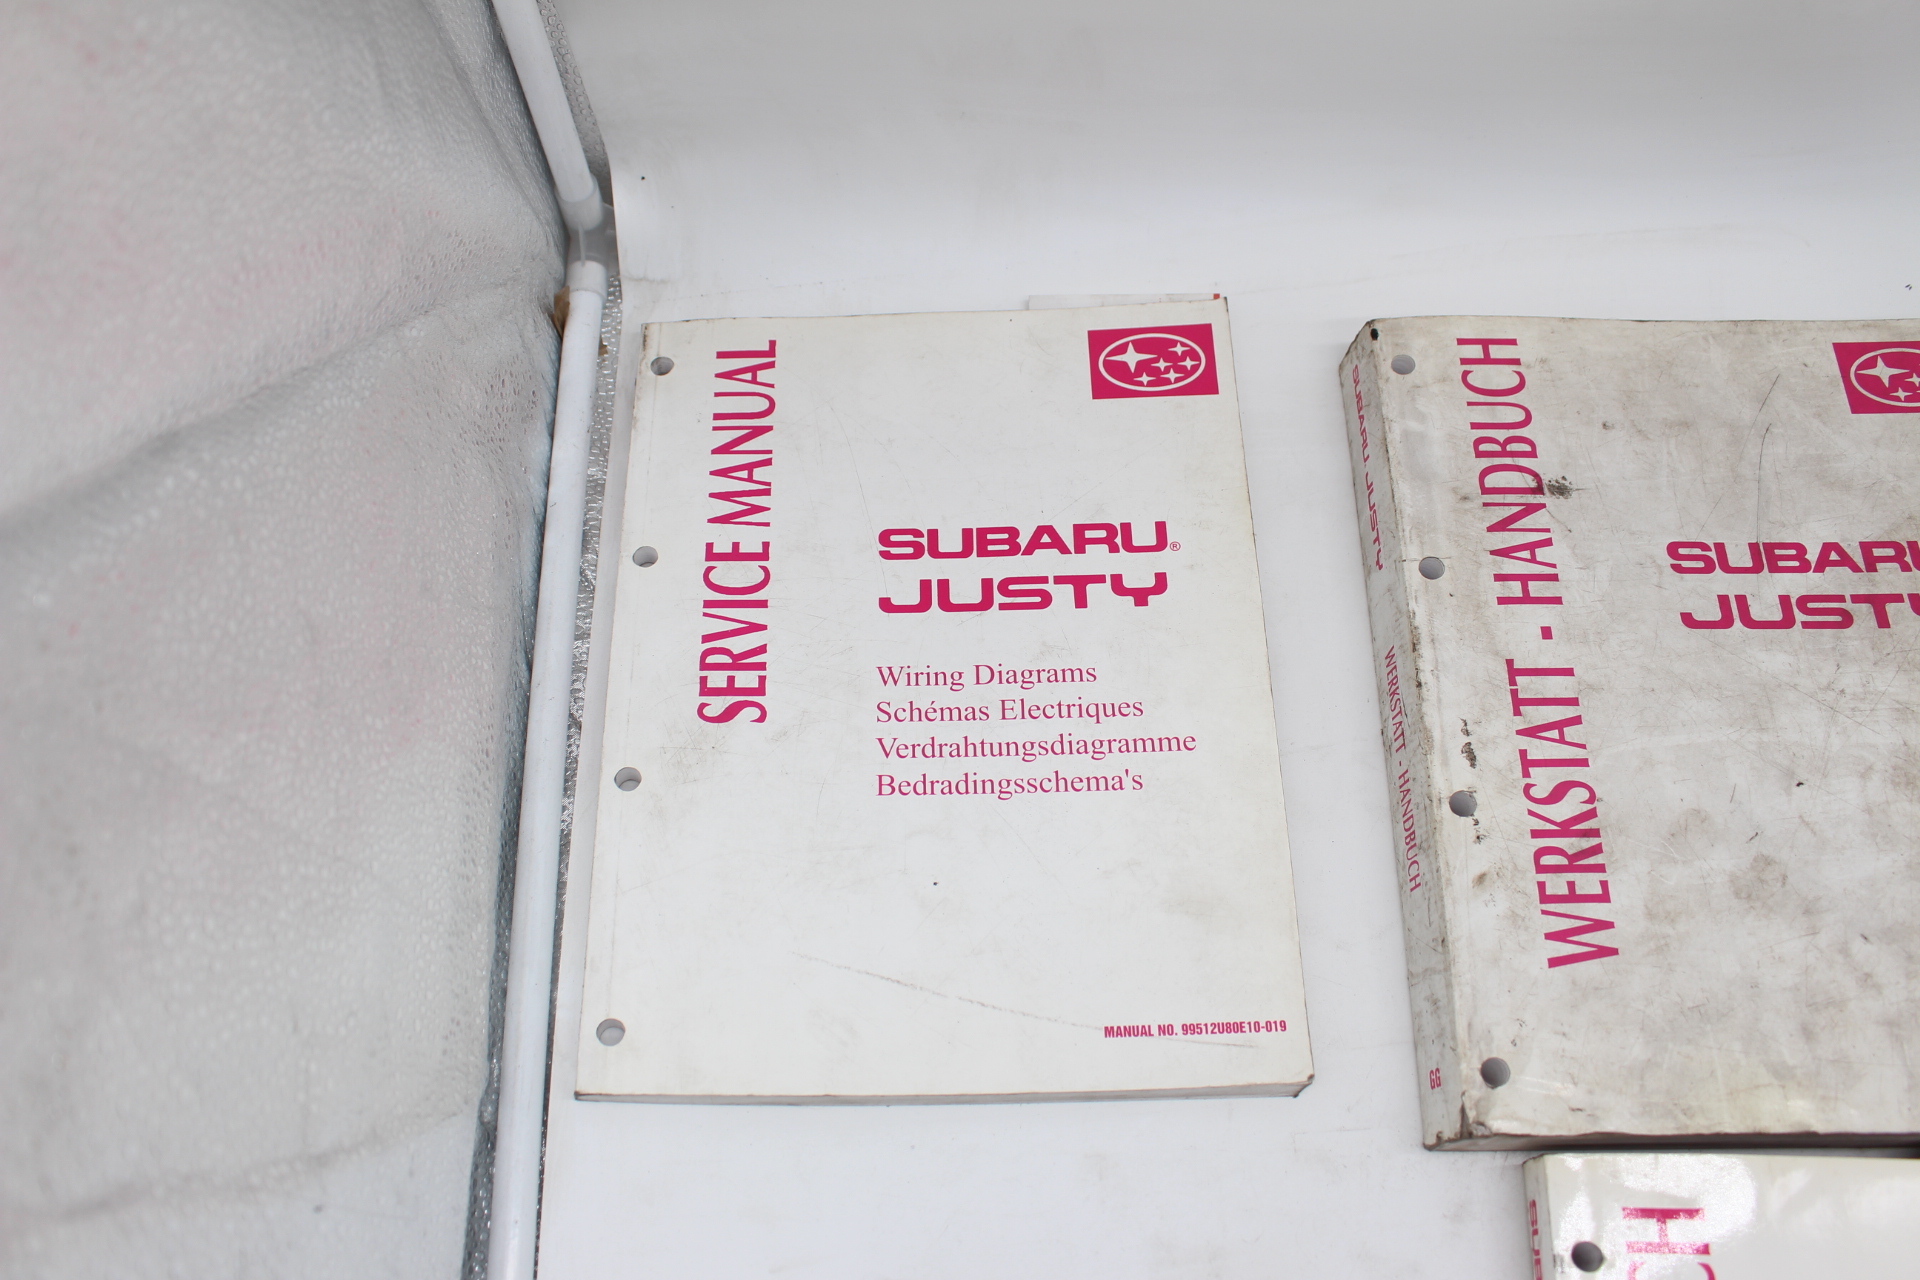 SERVICE MANUAL
SUBARU®
JUSTY
Wiring Diagrams
Schémas Electriques
Verdrahtungsdiagramme
Bedradingsschema's
MANUAL NO. 99512U80E10-019
SUBARU JUSTY
WERKSTATT - HANDBUCH
GG
WERKSTATT - HANDBUCH
SUBARU
JUSTY